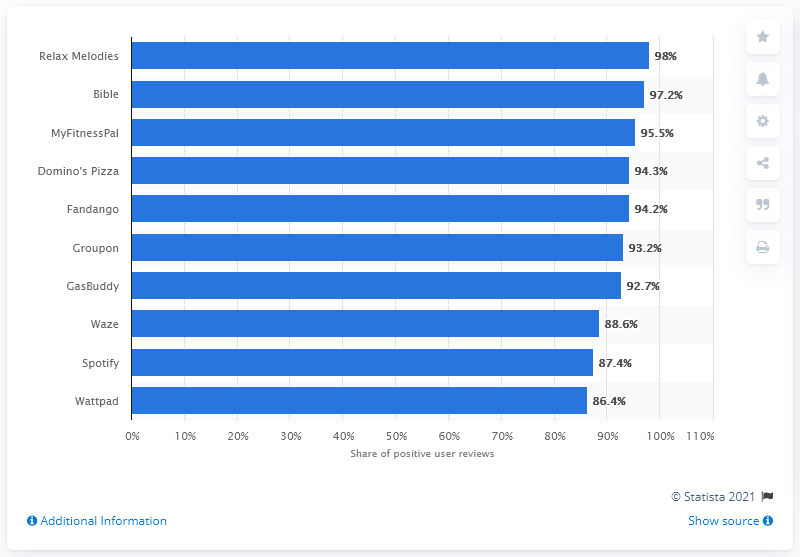 Relax Melodies 98%
Bible 97.2%
MyFitnessPal 95.5%
Domino's Pizza 94.3%
Fandango 94.2%
Groupon 93.2%
GasBuddy 92.7%
Waze 88.6%
Spotify 87.4%
Wattpad 86.4%
0% 10% 20% 30% 40% 50% 60% 70% 80% 90% 100% 110%
Share of positive user reviews
© Statista 2021
Additional Information Show source